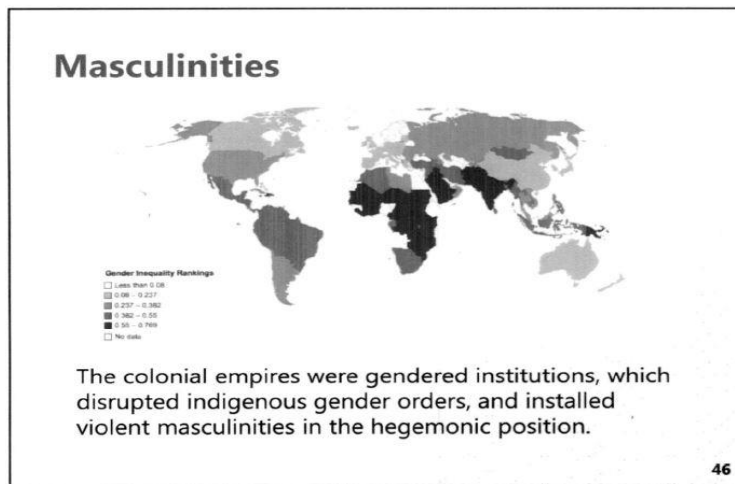 Masculinities
Gender Inequality Rankings
Less than 0.08
0.08 - 0.237
0.237 - 0.382
0.382 - 0.55
0.55 - 0.769
No data
The colonial empires were gendered institutions, which
disrupted indigenous gender orders, and installed
violent masculinities in the hegemonic position.
46